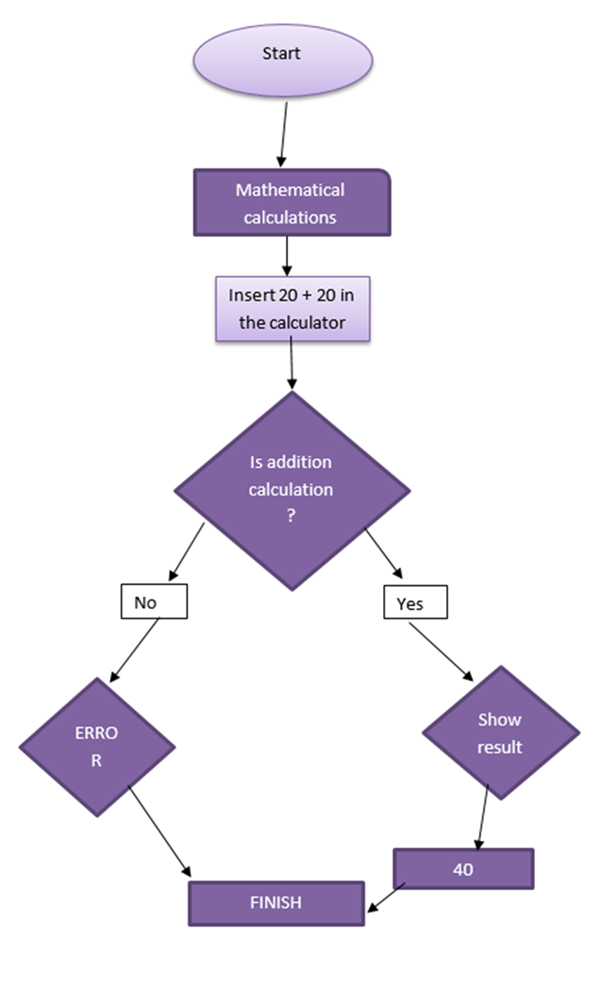 Start
Mathematical
calculations
Insert 20 + 20 in
the calculator
Is addition
calculation
?
No
Yes
ERRO
R
Show
result
40
FINISH